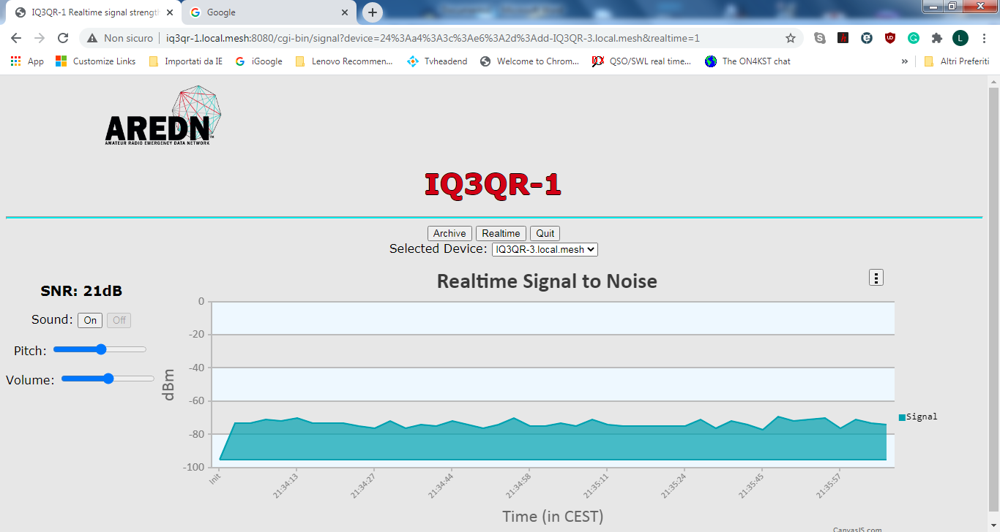 IQ3QR-1 Realtime signal strengt
Google
Non sicuro | iq3qr-1.local.mesh:8080/cgi-bin/signal?device=24%3Aa4%3A3c%3Ae6%3A2d%3Add-IQ3QR-3.local.mesh&realtime=1
L
App
Customize Links
Importati da IE
iGoogle
Lenovo Recommen...
Tvheadend
Welcome to Chrom...
QSO/SWL real time...
The ON4KST chat
»
Altri Preferiti
AREDN™
AMATEUR RADIO EMERGENCY DATA NETWORK
IQ3QR-1
Archive Realtime Quit
Selected Device: IQ3QR-3.local.mesh
SNR: 21dB
Sound: On Off
Pitch:
Volume:
Realtime Signal to Noise
dBm
0
-20
-40
-60
-80
-100
Init
21:34:13
21:34:27
21:34:44
21:34:58
21:35:11
21:35:24
21:35:45
21:35:57
Signal
Time (in CEST)
CanvasJS.com